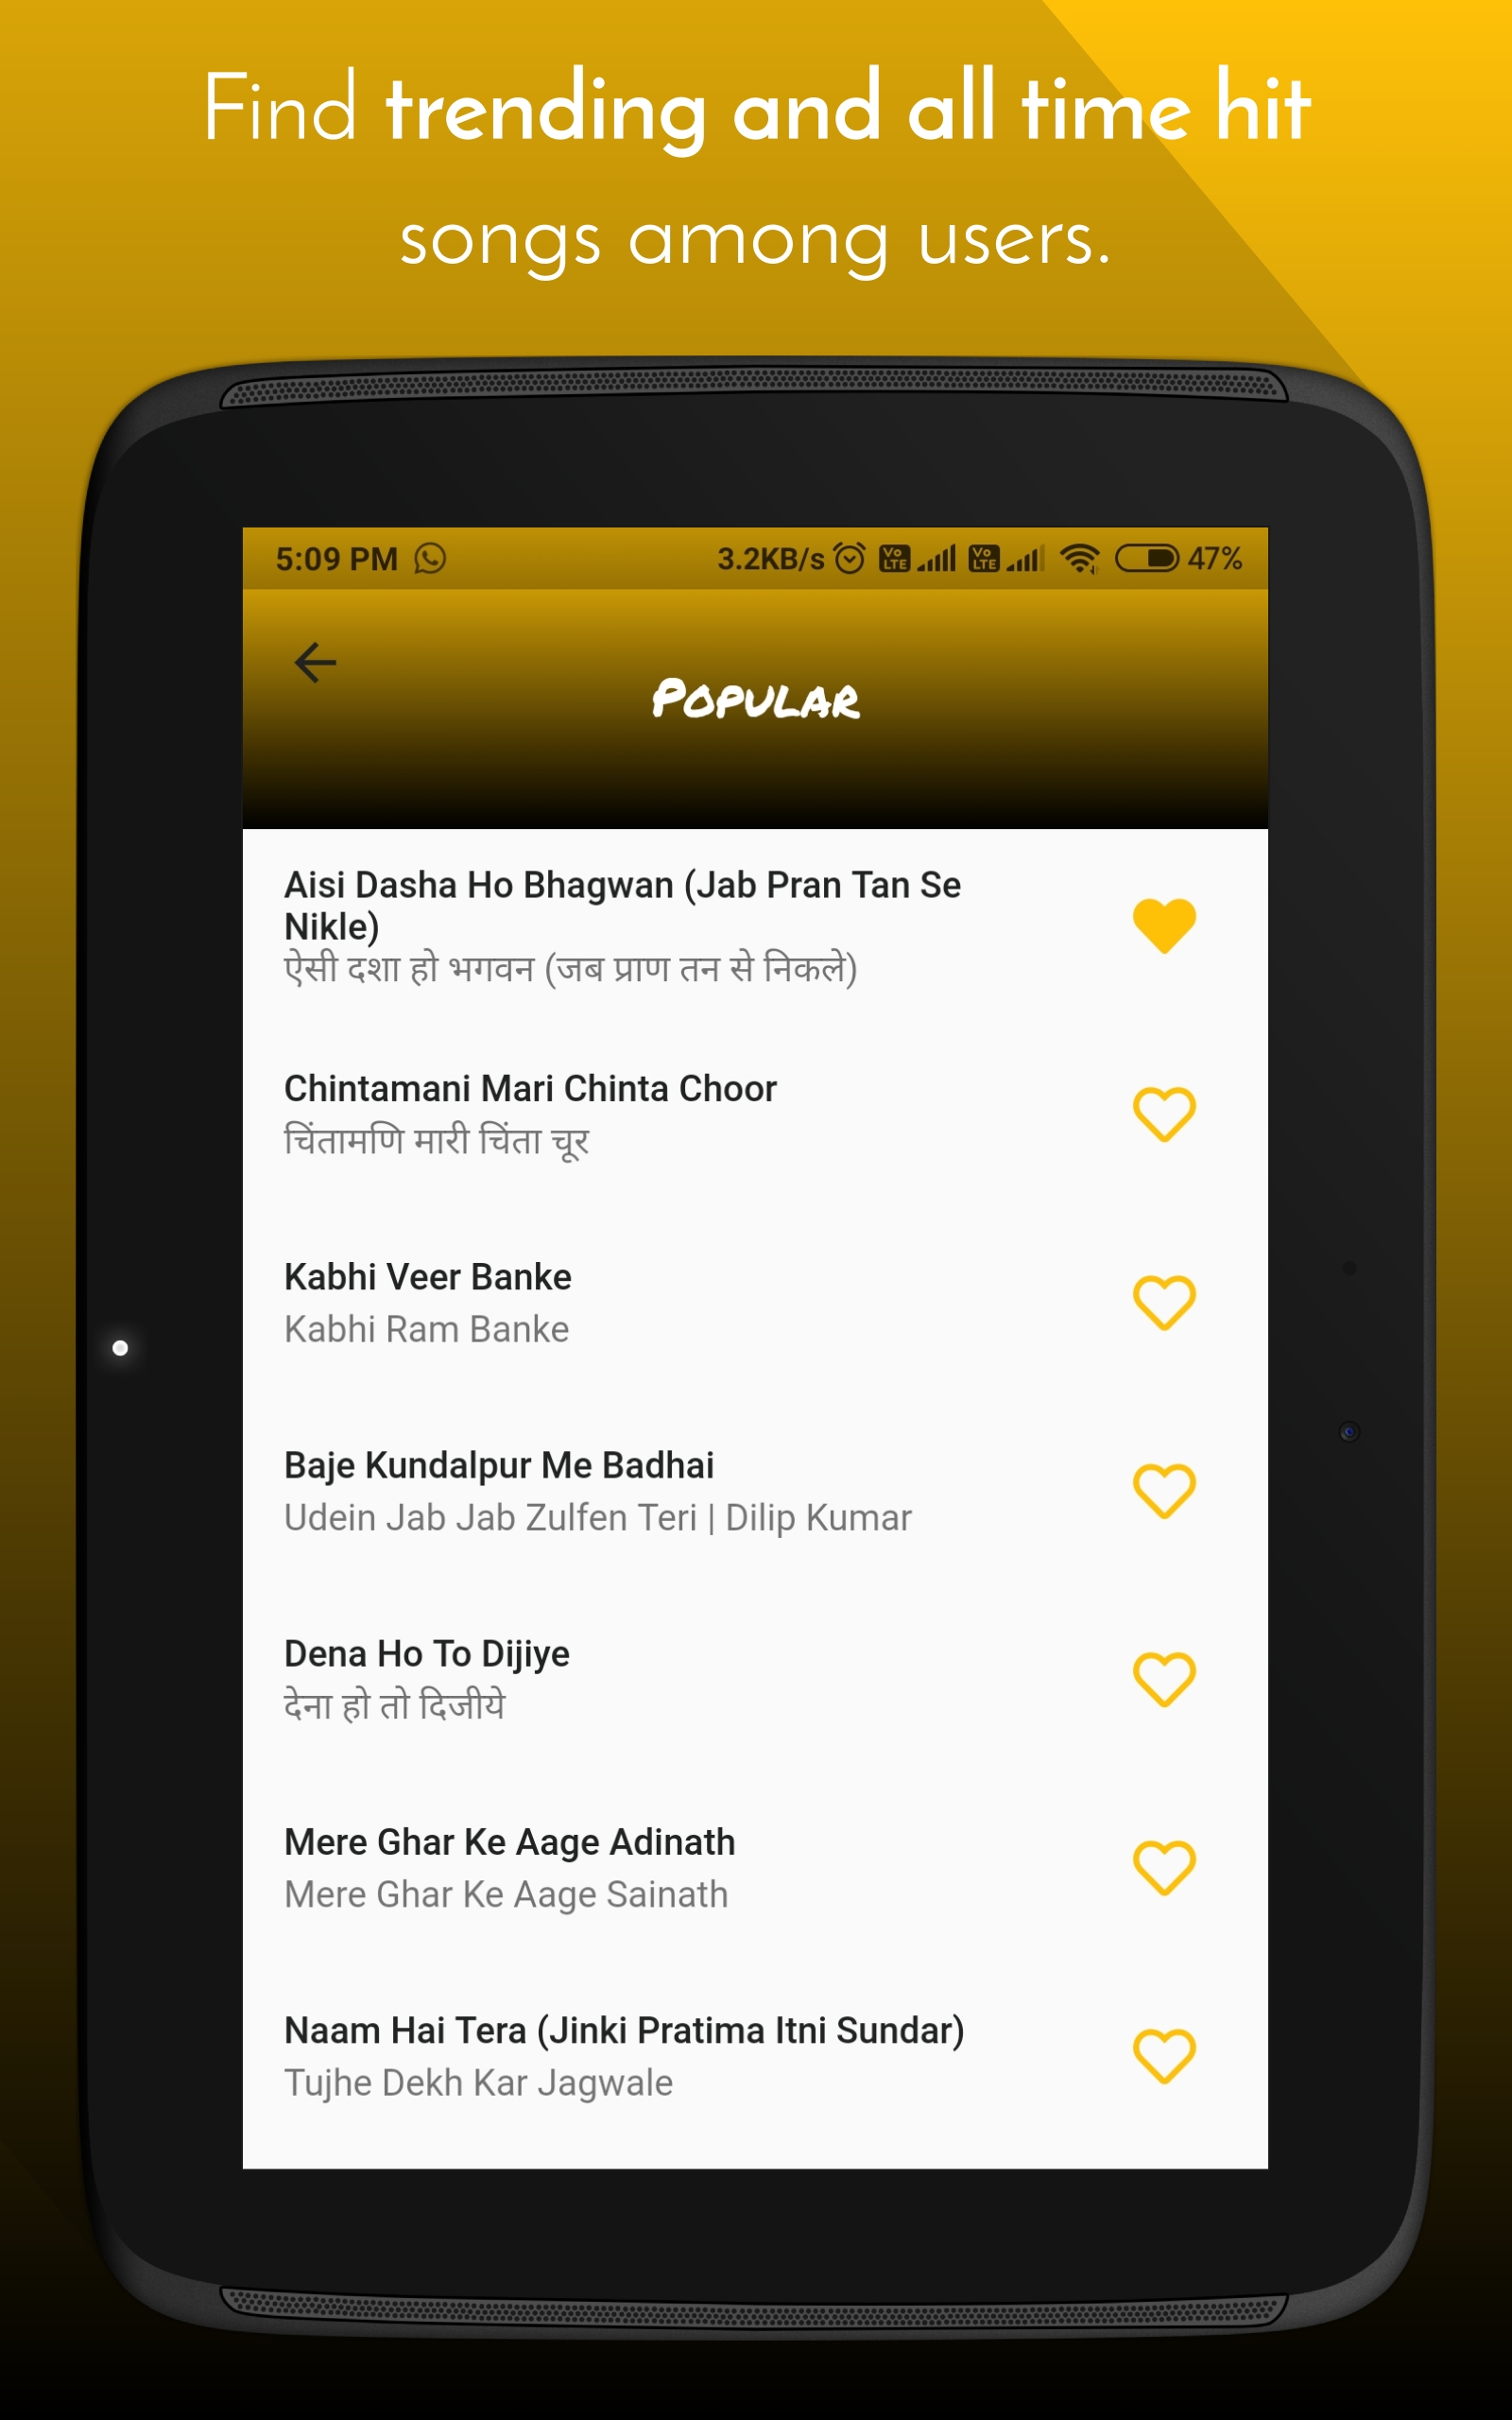 Find trending and all time hit
songs among users.
5:09 PM 3.2KB/s Vo LTE Vo LTE 47%
Popular
Aisi Dasha Ho Bhagwan (Jab Pran Tan Se
Nikle)
ऐसी दशा हो भगवन (जब प्राण तन से निकले)
Chintamani Mari Chinta Choor
चिंतामणि मारी चिंता चूर
Kabhi Veer Banke
Kabhi Ram Banke
Baje Kundalpur Me Badhai
Udein Jab Jab Zulfen Teri | Dilip Kumar
Dena Ho To Dijiye
देना हो तो दिजीये
Mere Ghar Ke Aage Adinath
Mere Ghar Ke Aage Sainath
Naam Hai Tera (Jinki Pratima Itni Sundar)
Tujhe Dekh Kar Jagwale